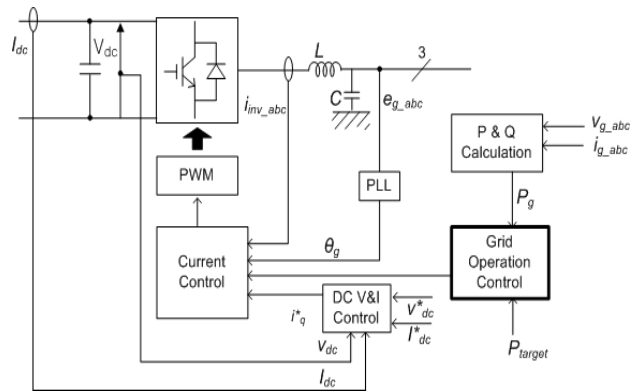 I_dc
V_dc
L
3
C
i_inv_abc
e_g_abc
P & Q
Calculation
v_g_abc
i_g_abc
PWM
PLL
P_g
θ_g
Current
Control
Grid
Operation
Control
DC V&I
Control
i*_q
v*_dc
I*_dc
v_dc
I_dc
P_target